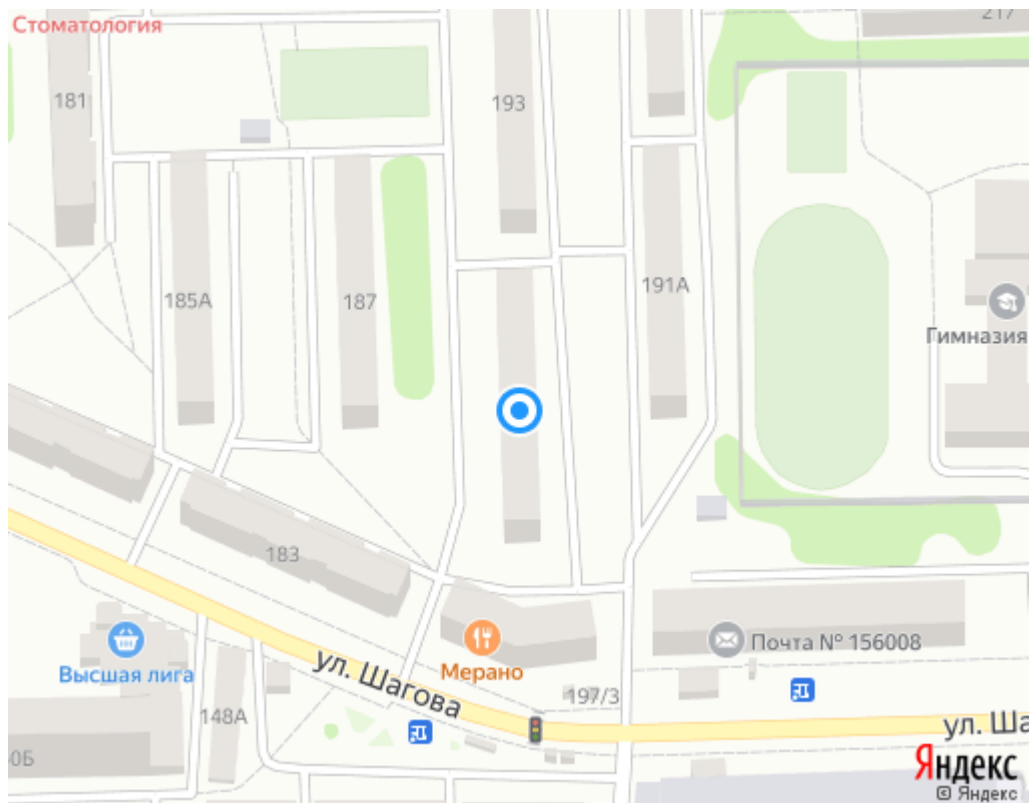 Стоматология
217
181
193
185А
187
191А
Гимназия
183
Высшая лига
Мерано
Почта № 156008
ул. Шагова
197/3
148А
ул. Ша
Яндекс
© Яндекс